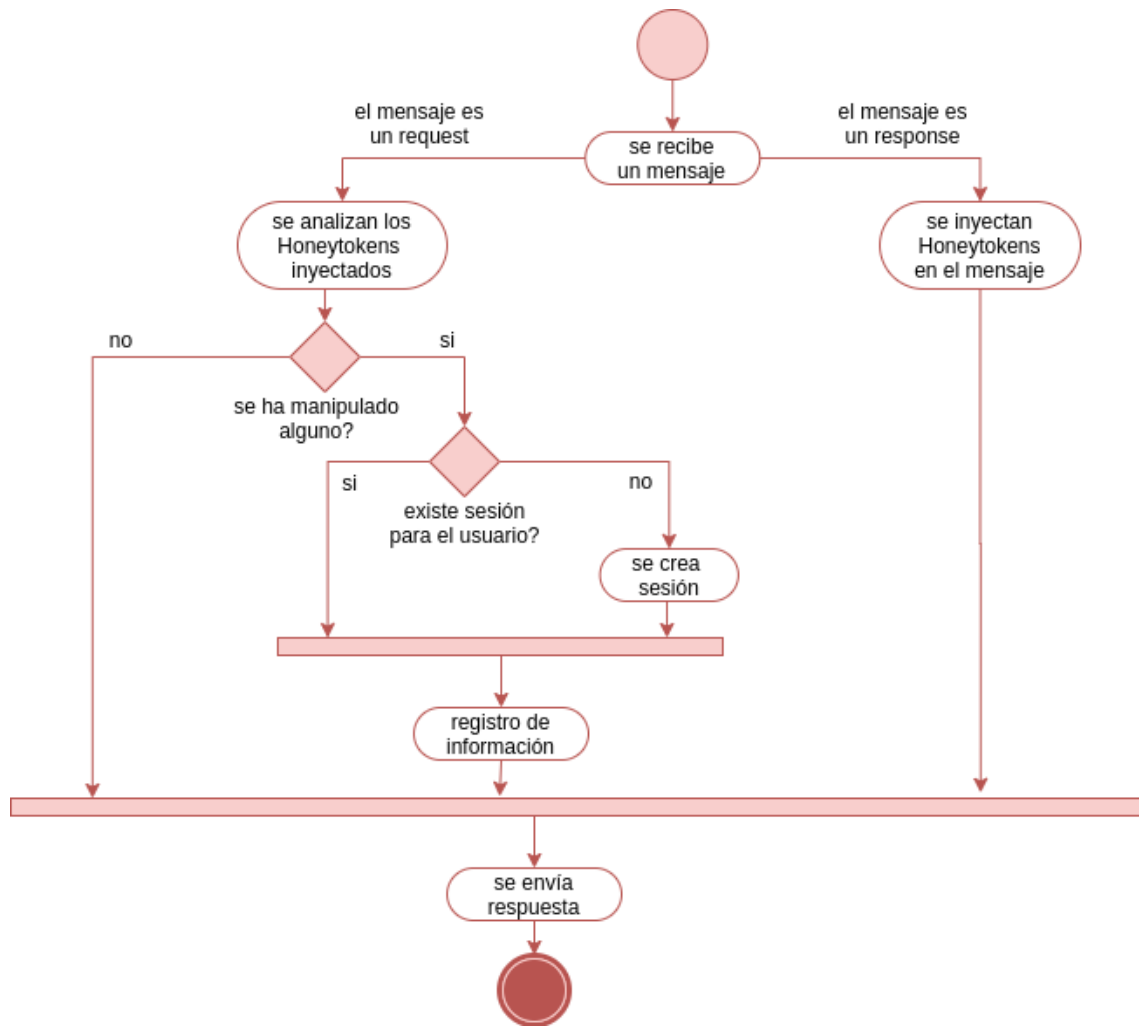 el mensaje es
un request
el mensaje es
un response
se recibe
un mensaje
se analizan los
Honeytokens
inyectados
se inyectan
Honeytokens
en el mensaje
no
si
se ha manipulado
alguno?
si
no
existe sesión
para el usuario?
se crea
sesión
registro de
información
se envía
respuesta